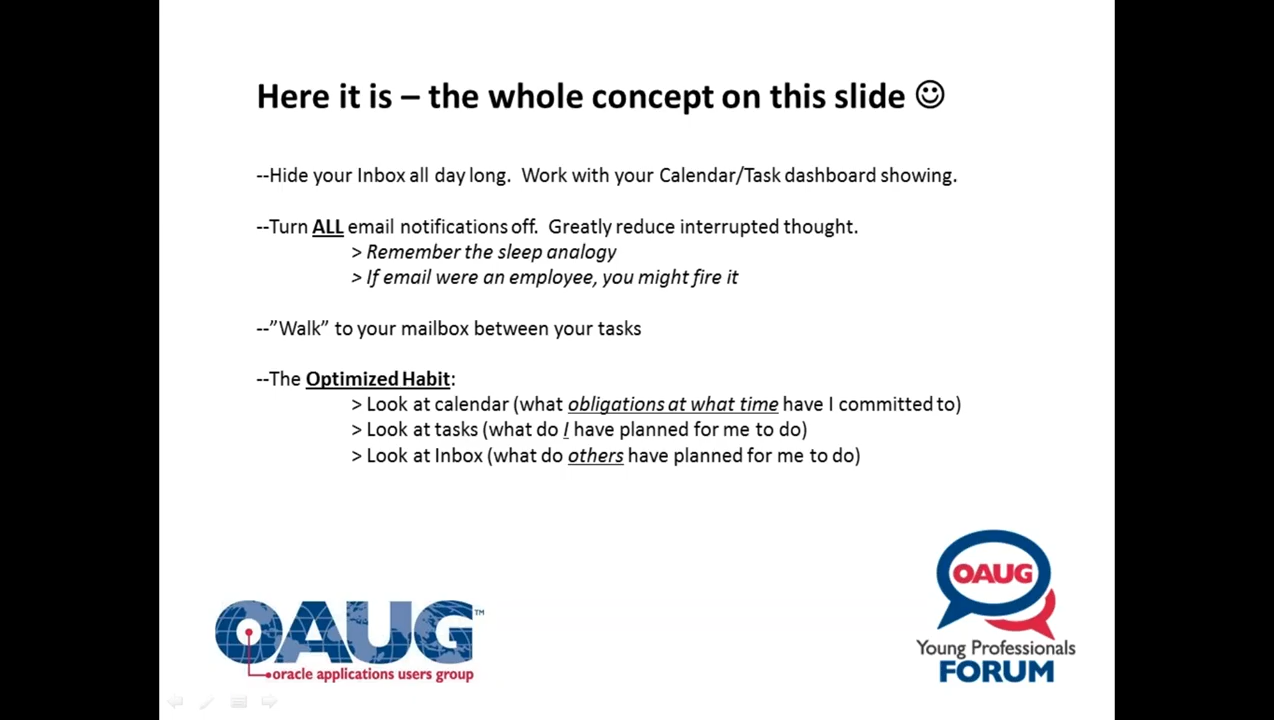 Here it is – the whole concept on this slide ☺
--Hide your Inbox all day long.  Work with your Calendar/Task dashboard showing.
--Turn ALL email notifications off.  Greatly reduce interrupted thought.
> Remember the sleep analogy
> If email were an employee, you might fire it
--”Walk” to your mailbox between your tasks
--The Optimized Habit:
> Look at calendar (what obligations at what time have I committed to)
> Look at tasks (what do I have planned for me to do)
> Look at Inbox (what do others have planned for me to do)
OAUG™
oracle applications users group
OAUG
Young Professionals
FORUM